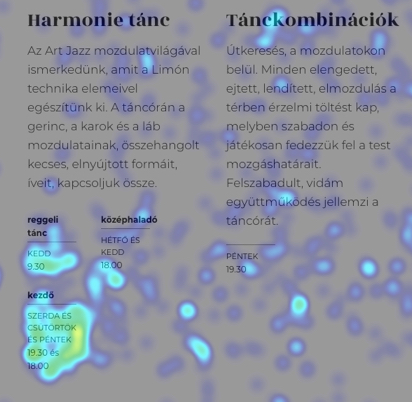 Harmonie tánc
Az Art Jazz mozdulatvilágával
ismerkedünk, amit a Limón
technika elemeivel
egészítünk ki. A táncórán a
gerinc, a karok és a láb
mozdulatainak, összehangolt
kecses, elnyújtott formáit,
íveit, kapcsoljuk össze.
reggeli
tánc
KEDD
9.30
középhaladó
HÉTFŐ ÉS
KEDD
18.00
kezdő
SZERDA ÉS
CSÜTÖRTÖK
ÉS PÉNTEK
19.30 és
18.00
Tánckombinációk
Útkeresés, a mozdulatokon
belül. Minden elengedett,
ejtett, lendített, elmozdulás a
térben érzelmi töltést kap,
melyben szabadon és
játékosan fedezzük fel a test
mozgáshatárait.
Felszabadult, vidám
együttműködés jellemzi a
táncórát.
PÉNTEK
19.30